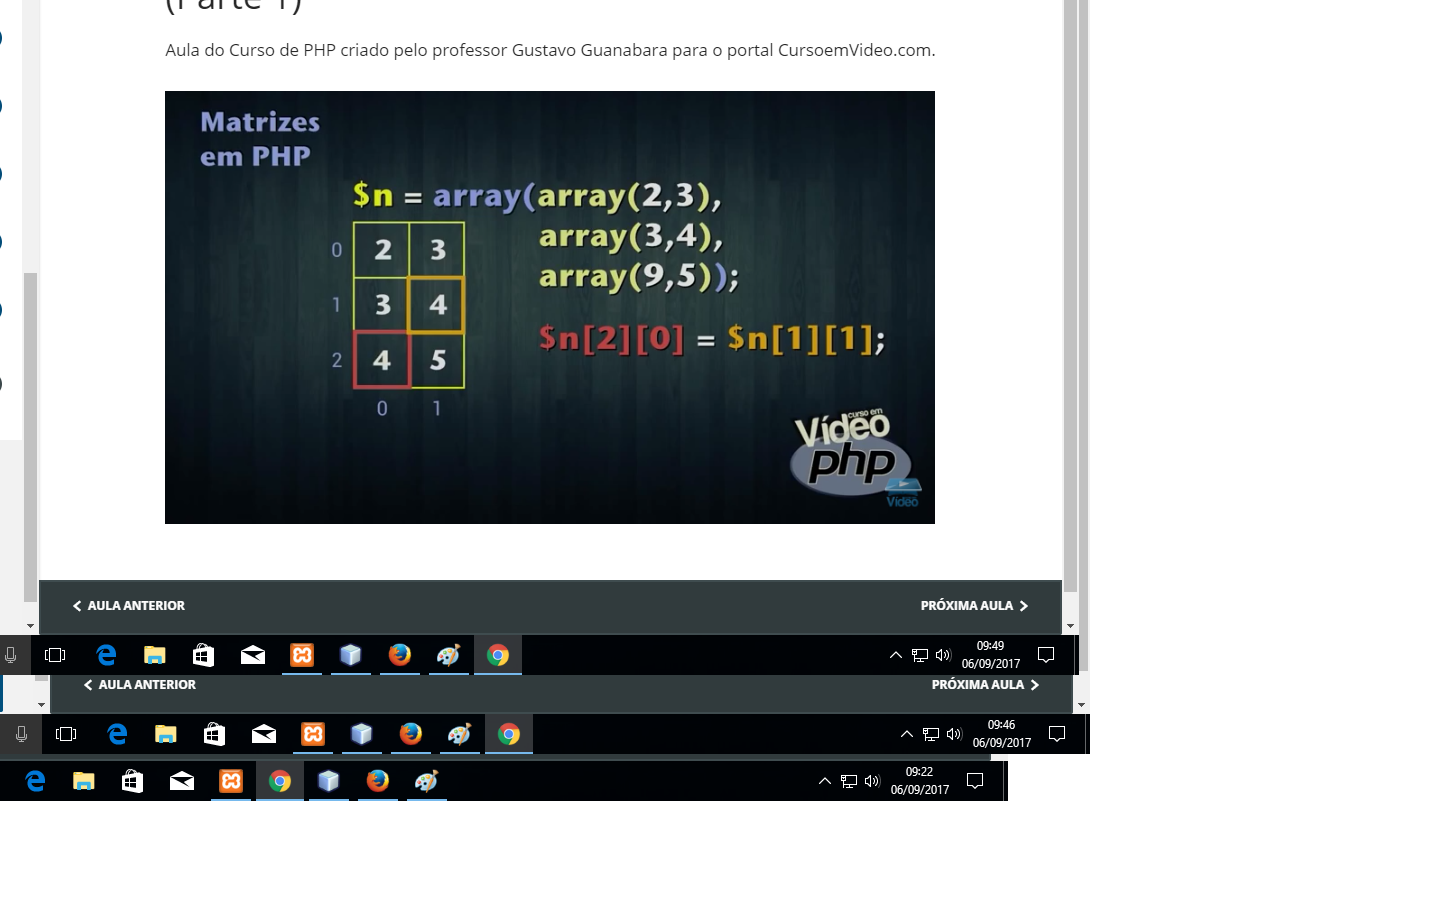 (Parte 1)
Aula do Curso de PHP criado pelo professor Gustavo Guanabara para o portal CursoemVideo.com.
Matrizes
em PHP
$n = array(array(2,3),
array(3,4),
array(9,5));
0 2 3
1 3 4
2 4 5
0 1
$n[2][0] = $n[1][1];
curso em
Vídeo
php
Vídeo
AULA ANTERIOR PRÓXIMA AULA
09:49
06/09/2017
AULA ANTERIOR PRÓXIMA AULA
09:46
06/09/2017
09:22
06/09/2017